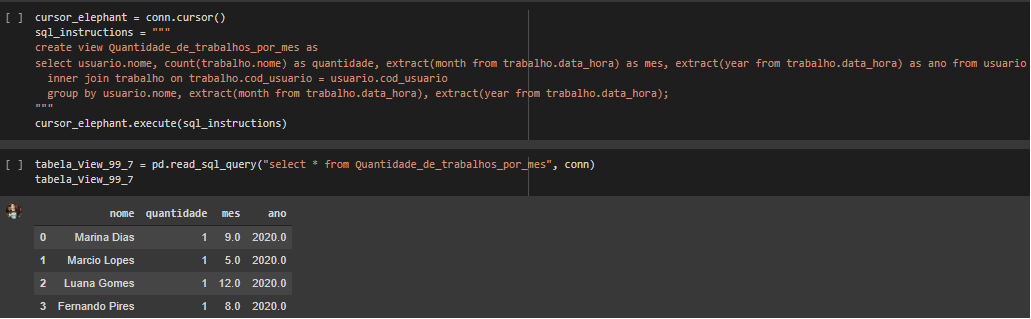 [ ] cursor_elephant = conn.cursor()
sql_instructions = """
create view Quantidade_de_trabalhos_por_mes as
select usuario.nome, count(trabalho.nome) as quantidade, extract(month from trabalho.data_hora) as mes, extract(year from trabalho.data_hora) as ano from usuario
inner join trabalho on trabalho.cod_usuario = usuario.cod_usuario
group by usuario.nome, extract(month from trabalho.data_hora), extract(year from trabalho.data_hora);
"""
cursor_elephant.execute(sql_instructions)
[ ] tabela_View_99_7 = pd.read_sql_query("select * from Quantidade_de_trabalhos_por_mes", conn)
tabela_View_99_7
nome quantidade mes ano
0 Marina Dias 1 9.0 2020.0
1 Marcio Lopes 1 5.0 2020.0
2 Luana Gomes 1 12.0 2020.0
3 Fernando Pires 1 8.0 2020.0